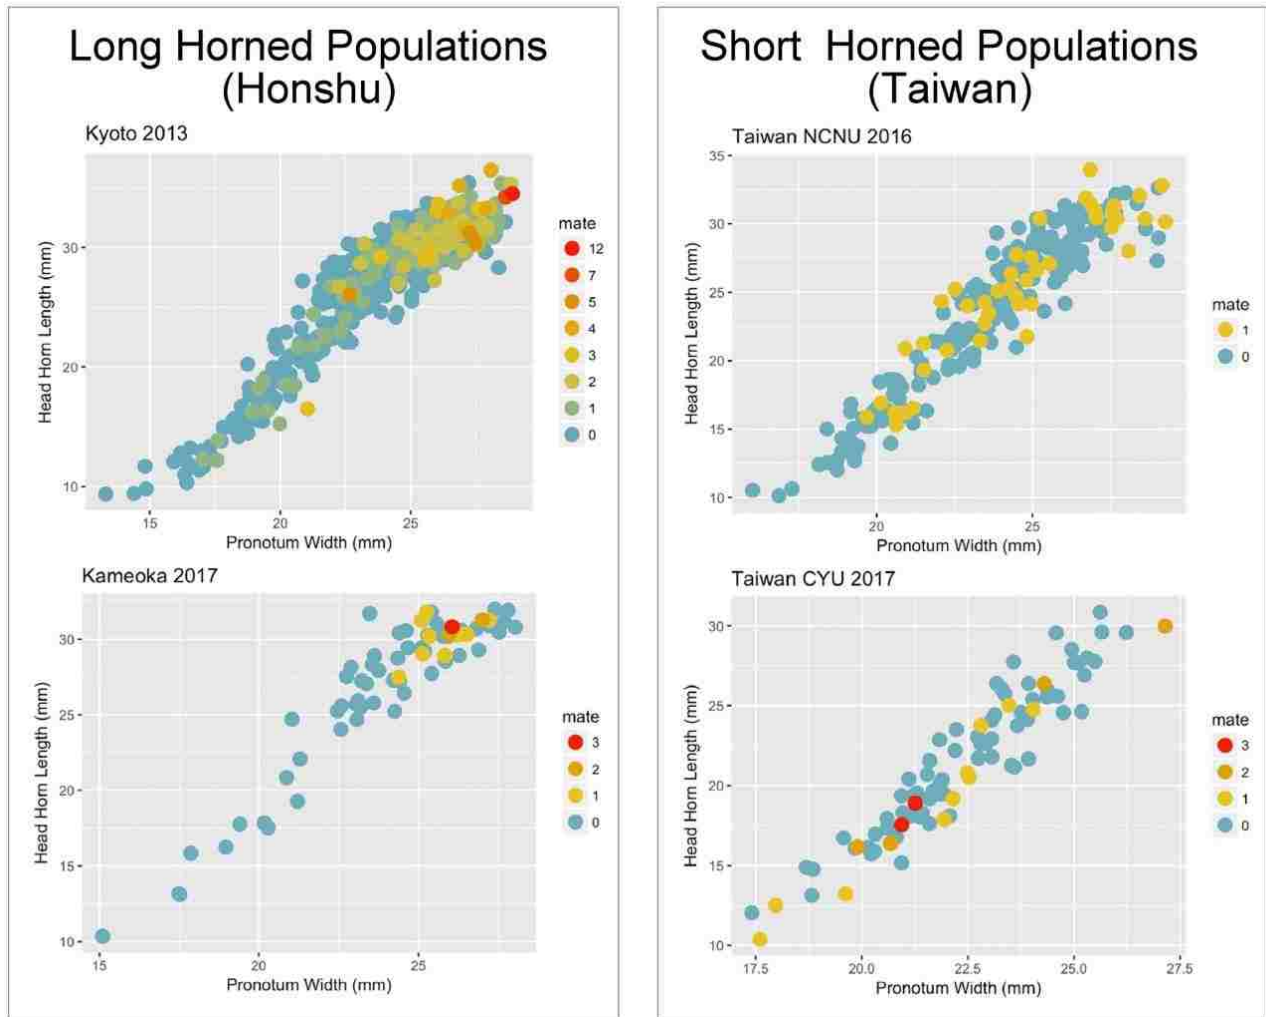 Long Horned Populations
(Honshu)
Kyoto 2013
Head Horn Length (mm)
30
20
10
15
20
25
Pronotum Width (mm)
mate
12
7
5
4
3
2
1
0
Kameoka 2017
Head Horn Length (mm)
30
25
20
15
10
15
20
25
Pronotum Width (mm)
mate
3
2
1
0
Short Horned Populations
(Taiwan)
Taiwan NCNU 2016
Head Horn Length (mm)
35
30
25
20
15
10
20
25
Pronotum Width (mm)
mate
1
0
Taiwan CYU 2017
Head Horn Length (mm)
30
25
20
15
10
17.5
20.0
22.5
25.0
27.5
Pronotum Width (mm)
mate
3
2
1
0